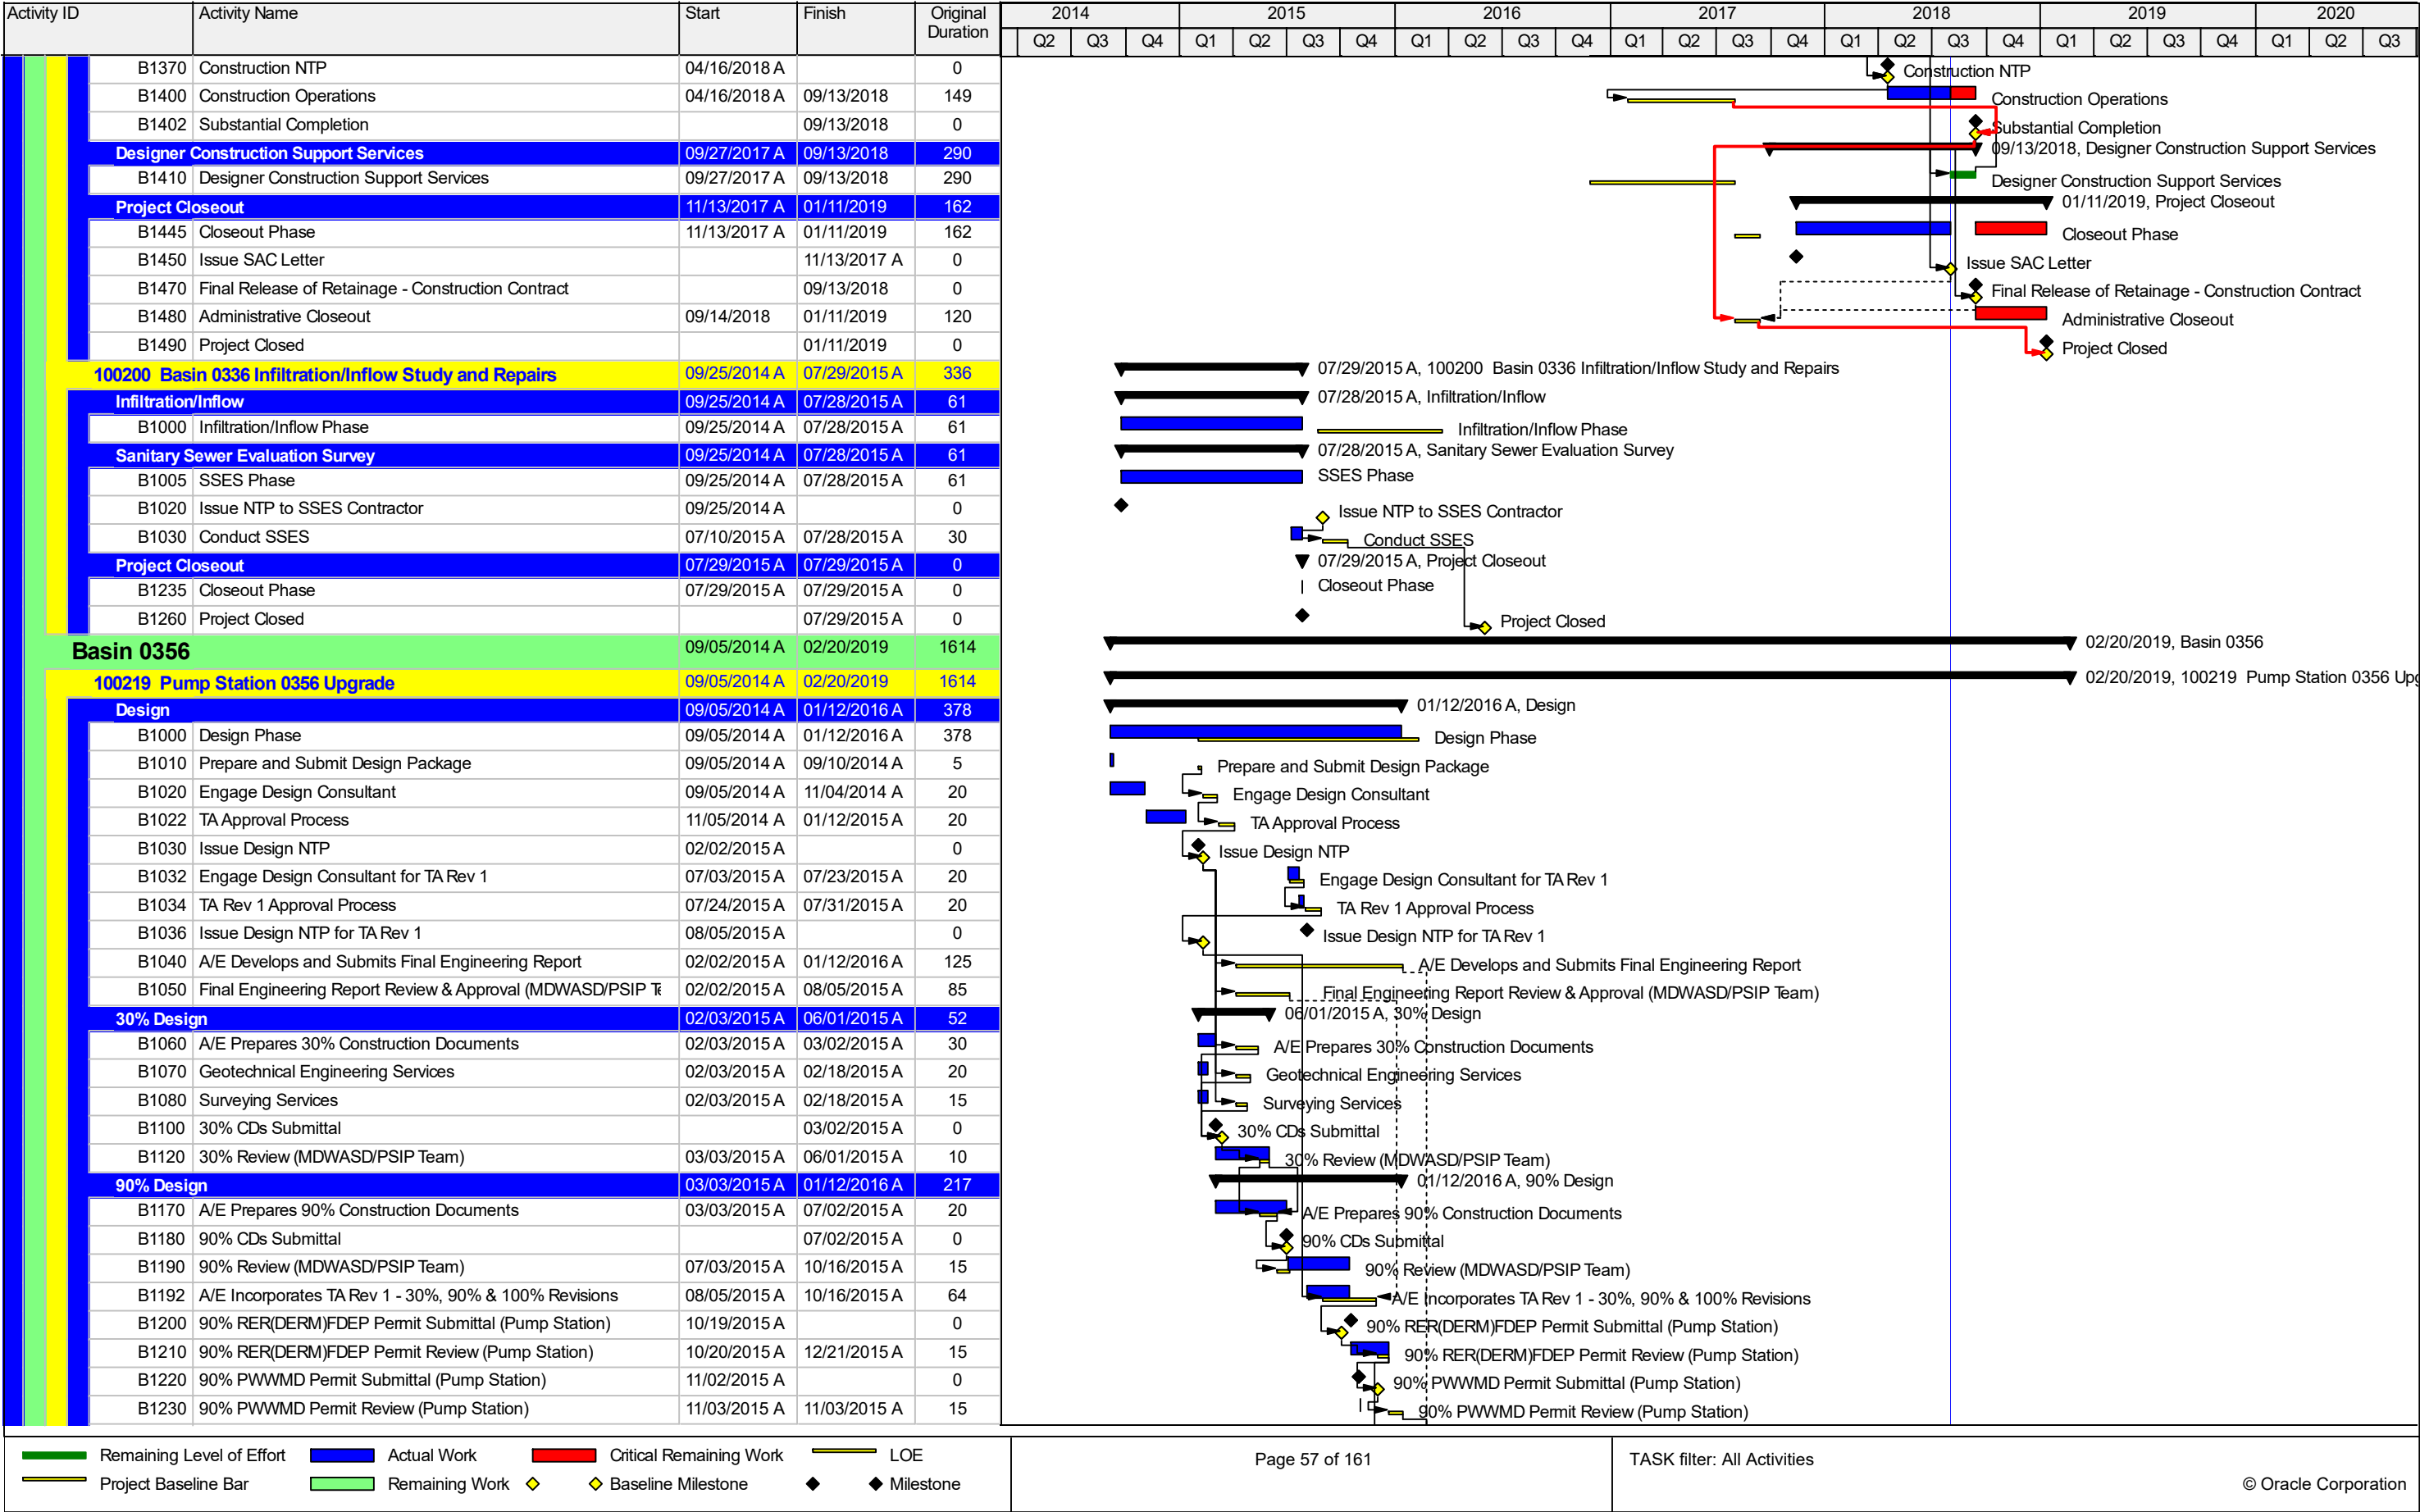 Activity ID Activity Name Start Finish Original Duration 2014 2015 2016 2017 2018 2019 2020
Q2 Q3 Q4 Q1 Q2 Q3 Q4 Q1 Q2 Q3 Q4 Q1 Q2 Q3 Q4 Q1 Q2 Q3 Q4 Q1 Q2 Q3 Q4 Q1 Q2 Q3
B1370 Construction NTP 04/16/2018 A 0 Construction NTP
B1400 Construction Operations 04/16/2018 A 09/13/2018 149 Construction Operations
B1402 Substantial Completion 09/13/2018 0 Substantial Completion
Designer Construction Support Services 09/27/2017 A 09/13/2018 290 09/13/2018, Designer Construction Support Services
B1410 Designer Construction Support Services 09/27/2017 A 09/13/2018 290 Designer Construction Support Services
Project Closeout 11/13/2017 A 01/11/2019 162 01/11/2019, Project Closeout
B1445 Closeout Phase 11/13/2017 A 01/11/2019 162 Closeout Phase
B1450 Issue SAC Letter 11/13/2017 A 0 Issue SAC Letter
B1470 Final Release of Retainage - Construction Contract 09/13/2018 0 Final Release of Retainage - Construction Contract
B1480 Administrative Closeout 09/14/2018 01/11/2019 120 Administrative Closeout
B1490 Project Closed 01/11/2019 0 Project Closed
100200 Basin 0336 Infiltration/Inflow Study and Repairs 09/25/2014 A 07/29/2015 A 336 07/29/2015 A, 100200 Basin 0336 Infiltration/Inflow Study and Repairs
Infiltration/Inflow 09/25/2014 A 07/28/2015 A 61 07/28/2015 A, Infiltration/Inflow
B1000 Infiltration/Inflow Phase 09/25/2014 A 07/28/2015 A 61 Infiltration/Inflow Phase
Sanitary Sewer Evaluation Survey 09/25/2014 A 07/28/2015 A 61 07/28/2015 A, Sanitary Sewer Evaluation Survey
B1005 SSES Phase 09/25/2014 A 07/28/2015 A 61 SSES Phase
B1020 Issue NTP to SSES Contractor 09/25/2014 A 0 Issue NTP to SSES Contractor
B1030 Conduct SSES 07/10/2015 A 07/28/2015 A 30 Conduct SSES
Project Closeout 07/29/2015 A 07/29/2015 A 0 07/29/2015 A, Project Closeout
B1235 Closeout Phase 07/29/2015 A 07/29/2015 A 0 Closeout Phase
B1260 Project Closed 07/29/2015 A 0 Project Closed
Basin 0356 09/05/2014 A 02/20/2019 1614 02/20/2019, Basin 0356
100219 Pump Station 0356 Upgrade 09/05/2014 A 02/20/2019 1614 02/20/2019, 100219 Pump Station 0356 Upg
Design 09/05/2014 A 01/12/2016 A 378 01/12/2016 A, Design
B1000 Design Phase 09/05/2014 A 01/12/2016 A 378 Design Phase
B1010 Prepare and Submit Design Package 09/05/2014 A 09/10/2014 A 5 Prepare and Submit Design Package
B1020 Engage Design Consultant 09/05/2014 A 11/04/2014 A 20 Engage Design Consultant
B1022 TA Approval Process 11/05/2014 A 01/12/2015 A 20 TA Approval Process
B1030 Issue Design NTP 02/02/2015 A 0 Issue Design NTP
B1032 Engage Design Consultant for TA Rev 1 07/03/2015 A 07/23/2015 A 20 Engage Design Consultant for TA Rev 1
B1034 TA Rev 1 Approval Process 07/24/2015 A 07/31/2015 A 20 TA Rev 1 Approval Process
B1036 Issue Design NTP for TA Rev 1 08/05/2015 A 0 Issue Design NTP for TA Rev 1
B1040 A/E Develops and Submits Final Engineering Report 02/02/2015 A 01/12/2016 A 125 A/E Develops and Submits Final Engineering Report
B1050 Final Engineering Report Review & Approval (MDWASD/PSIP Te 02/02/2015 A 08/05/2015 A 85 Final Engineering Report Review & Approval (MDWASD/PSIP Team)
30% Design 02/03/2015 A 06/01/2015 A 52 06/01/2015 A, 30% Design
B1060 A/E Prepares 30% Construction Documents 02/03/2015 A 03/02/2015 A 30 A/E Prepares 30% Construction Documents
B1070 Geotechnical Engineering Services 02/03/2015 A 02/18/2015 A 20 Geotechnical Engineering Services
B1080 Surveying Services 02/03/2015 A 02/18/2015 A 15 Surveying Services
B1100 30% CDs Submittal 03/02/2015 A 0 30% CDs Submittal
B1120 30% Review (MDWASD/PSIP Team) 03/03/2015 A 06/01/2015 A 10 30% Review (MDWASD/PSIP Team)
90% Design 03/03/2015 A 01/12/2016 A 217 01/12/2016 A, 90% Design
B1170 A/E Prepares 90% Construction Documents 03/03/2015 A 07/02/2015 A 20 A/E Prepares 90% Construction Documents
B1180 90% CDs Submittal 07/02/2015 A 0 90% CDs Submittal
B1190 90% Review (MDWASD/PSIP Team) 07/03/2015 A 10/16/2015 A 15 90% Review (MDWASD/PSIP Team)
B1192 A/E Incorporates TA Rev 1 - 30%, 90% & 100% Revisions 08/05/2015 A 10/16/2015 A 64 A/E Incorporates TA Rev 1 - 30%, 90% & 100% Revisions
B1200 90% RER(DERM)FDEP Permit Submittal (Pump Station) 10/19/2015 A 0 90% RER(DERM)FDEP Permit Submittal (Pump Station)
B1210 90% RER(DERM)FDEP Permit Review (Pump Station) 10/20/2015 A 12/21/2015 A 15 90% RER(DERM)FDEP Permit Review (Pump Station)
B1220 90% PWWMD Permit Submittal (Pump Station) 11/02/2015 A 0 90% PWWMD Permit Submittal (Pump Station)
B1230 90% PWWMD Permit Review (Pump Station) 11/03/2015 A 11/03/2015 A 15 90% PWWMD Permit Review (Pump Station)
Remaining Level of Effort Actual Work Critical Remaining Work LOE Page 57 of 161 TASK filter: All Activities
Project Baseline Bar Remaining Work Baseline Milestone Milestone © Oracle Corporation